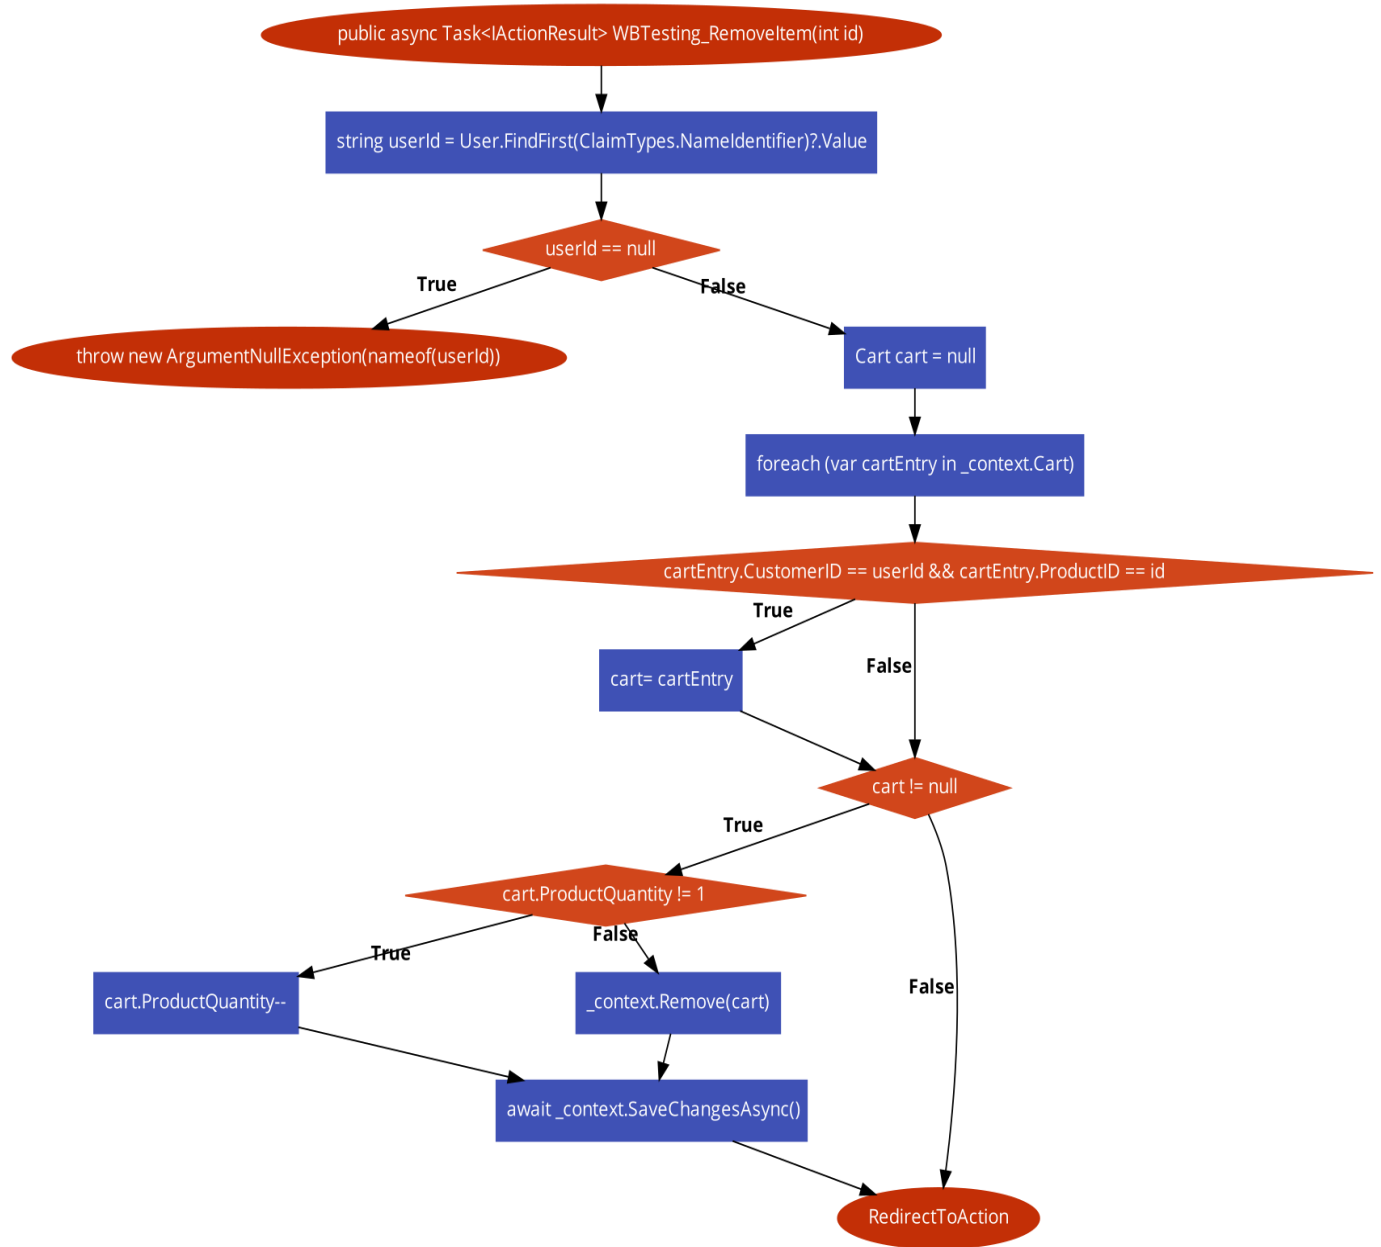 public async Task<IActionResult> WBTesting_RemoveItem(int id)
string userId = User.FindFirst(ClaimTypes.NameIdentifier)?.Value
userId == null
True
False
throw new ArgumentNullException(nameof(userId))
Cart cart = null
foreach (var cartEntry in _context.Cart)
cartEntry.CustomerID == userId && cartEntry.ProductID == id
True
False
cart= cartEntry
cart != null
True
False
cart.ProductQuantity != 1
True
False
cart.ProductQuantity--
_context.Remove(cart)
await _context.SaveChangesAsync()
RedirectToAction